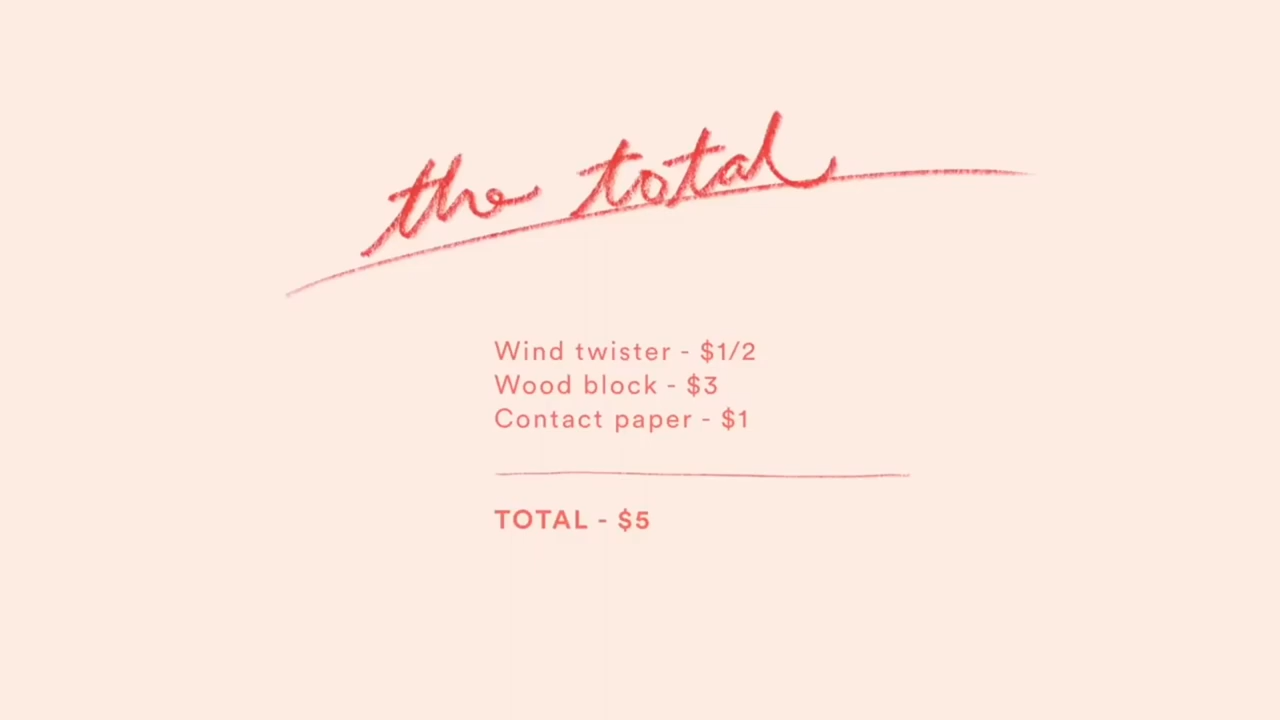 the total
Wind twister - $1/2
Wood block - $3
Contact paper - $1
TOTAL - $5